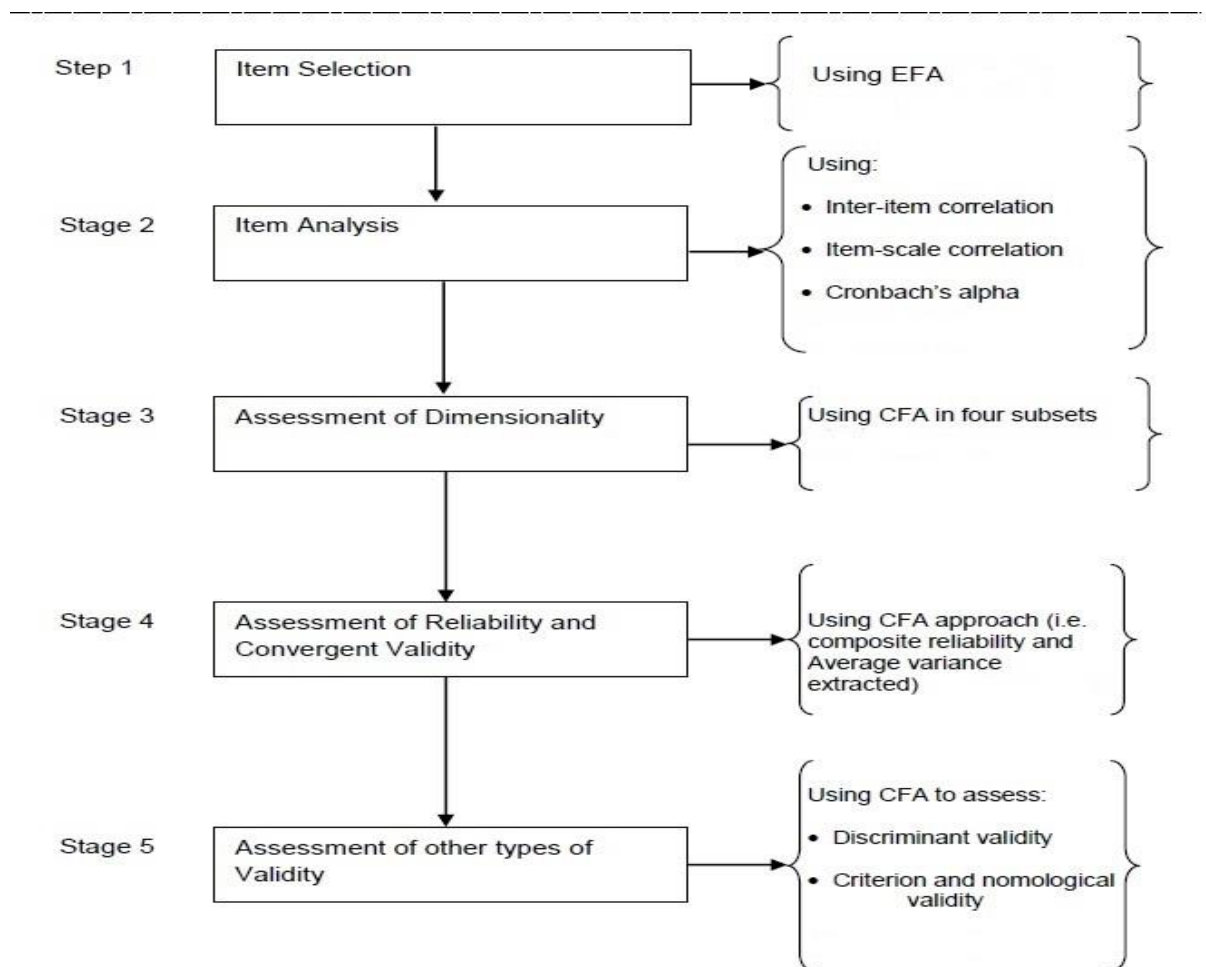 Step 1
Item Selection
Using EFA
Stage 2
Item Analysis
Using:
• Inter-item correlation
• Item-scale correlation
• Cronbach's alpha
Stage 3
Assessment of Dimensionality
Using CFA in four subsets
Stage 4
Assessment of Reliability and
Convergent Validity
Using CFA approach (i.e.
composite reliability and
Average variance
extracted)
Stage 5
Assessment of other types of
Validity
Using CFA to assess:
• Discriminant validity
• Criterion and nomological
validity